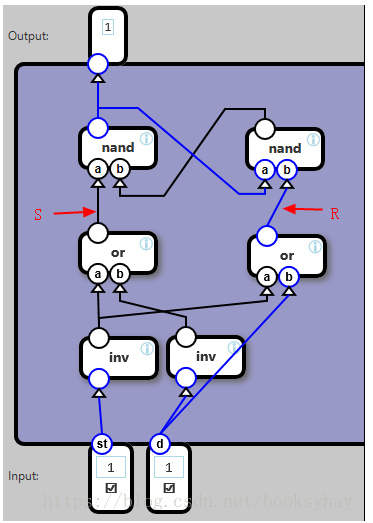 Output:
1
nand
nand
a b
a b
S
R
or
or
a b
a b
inv
inv
st
d
Input:
1
1
https://blog.csdn.net/booksyhay